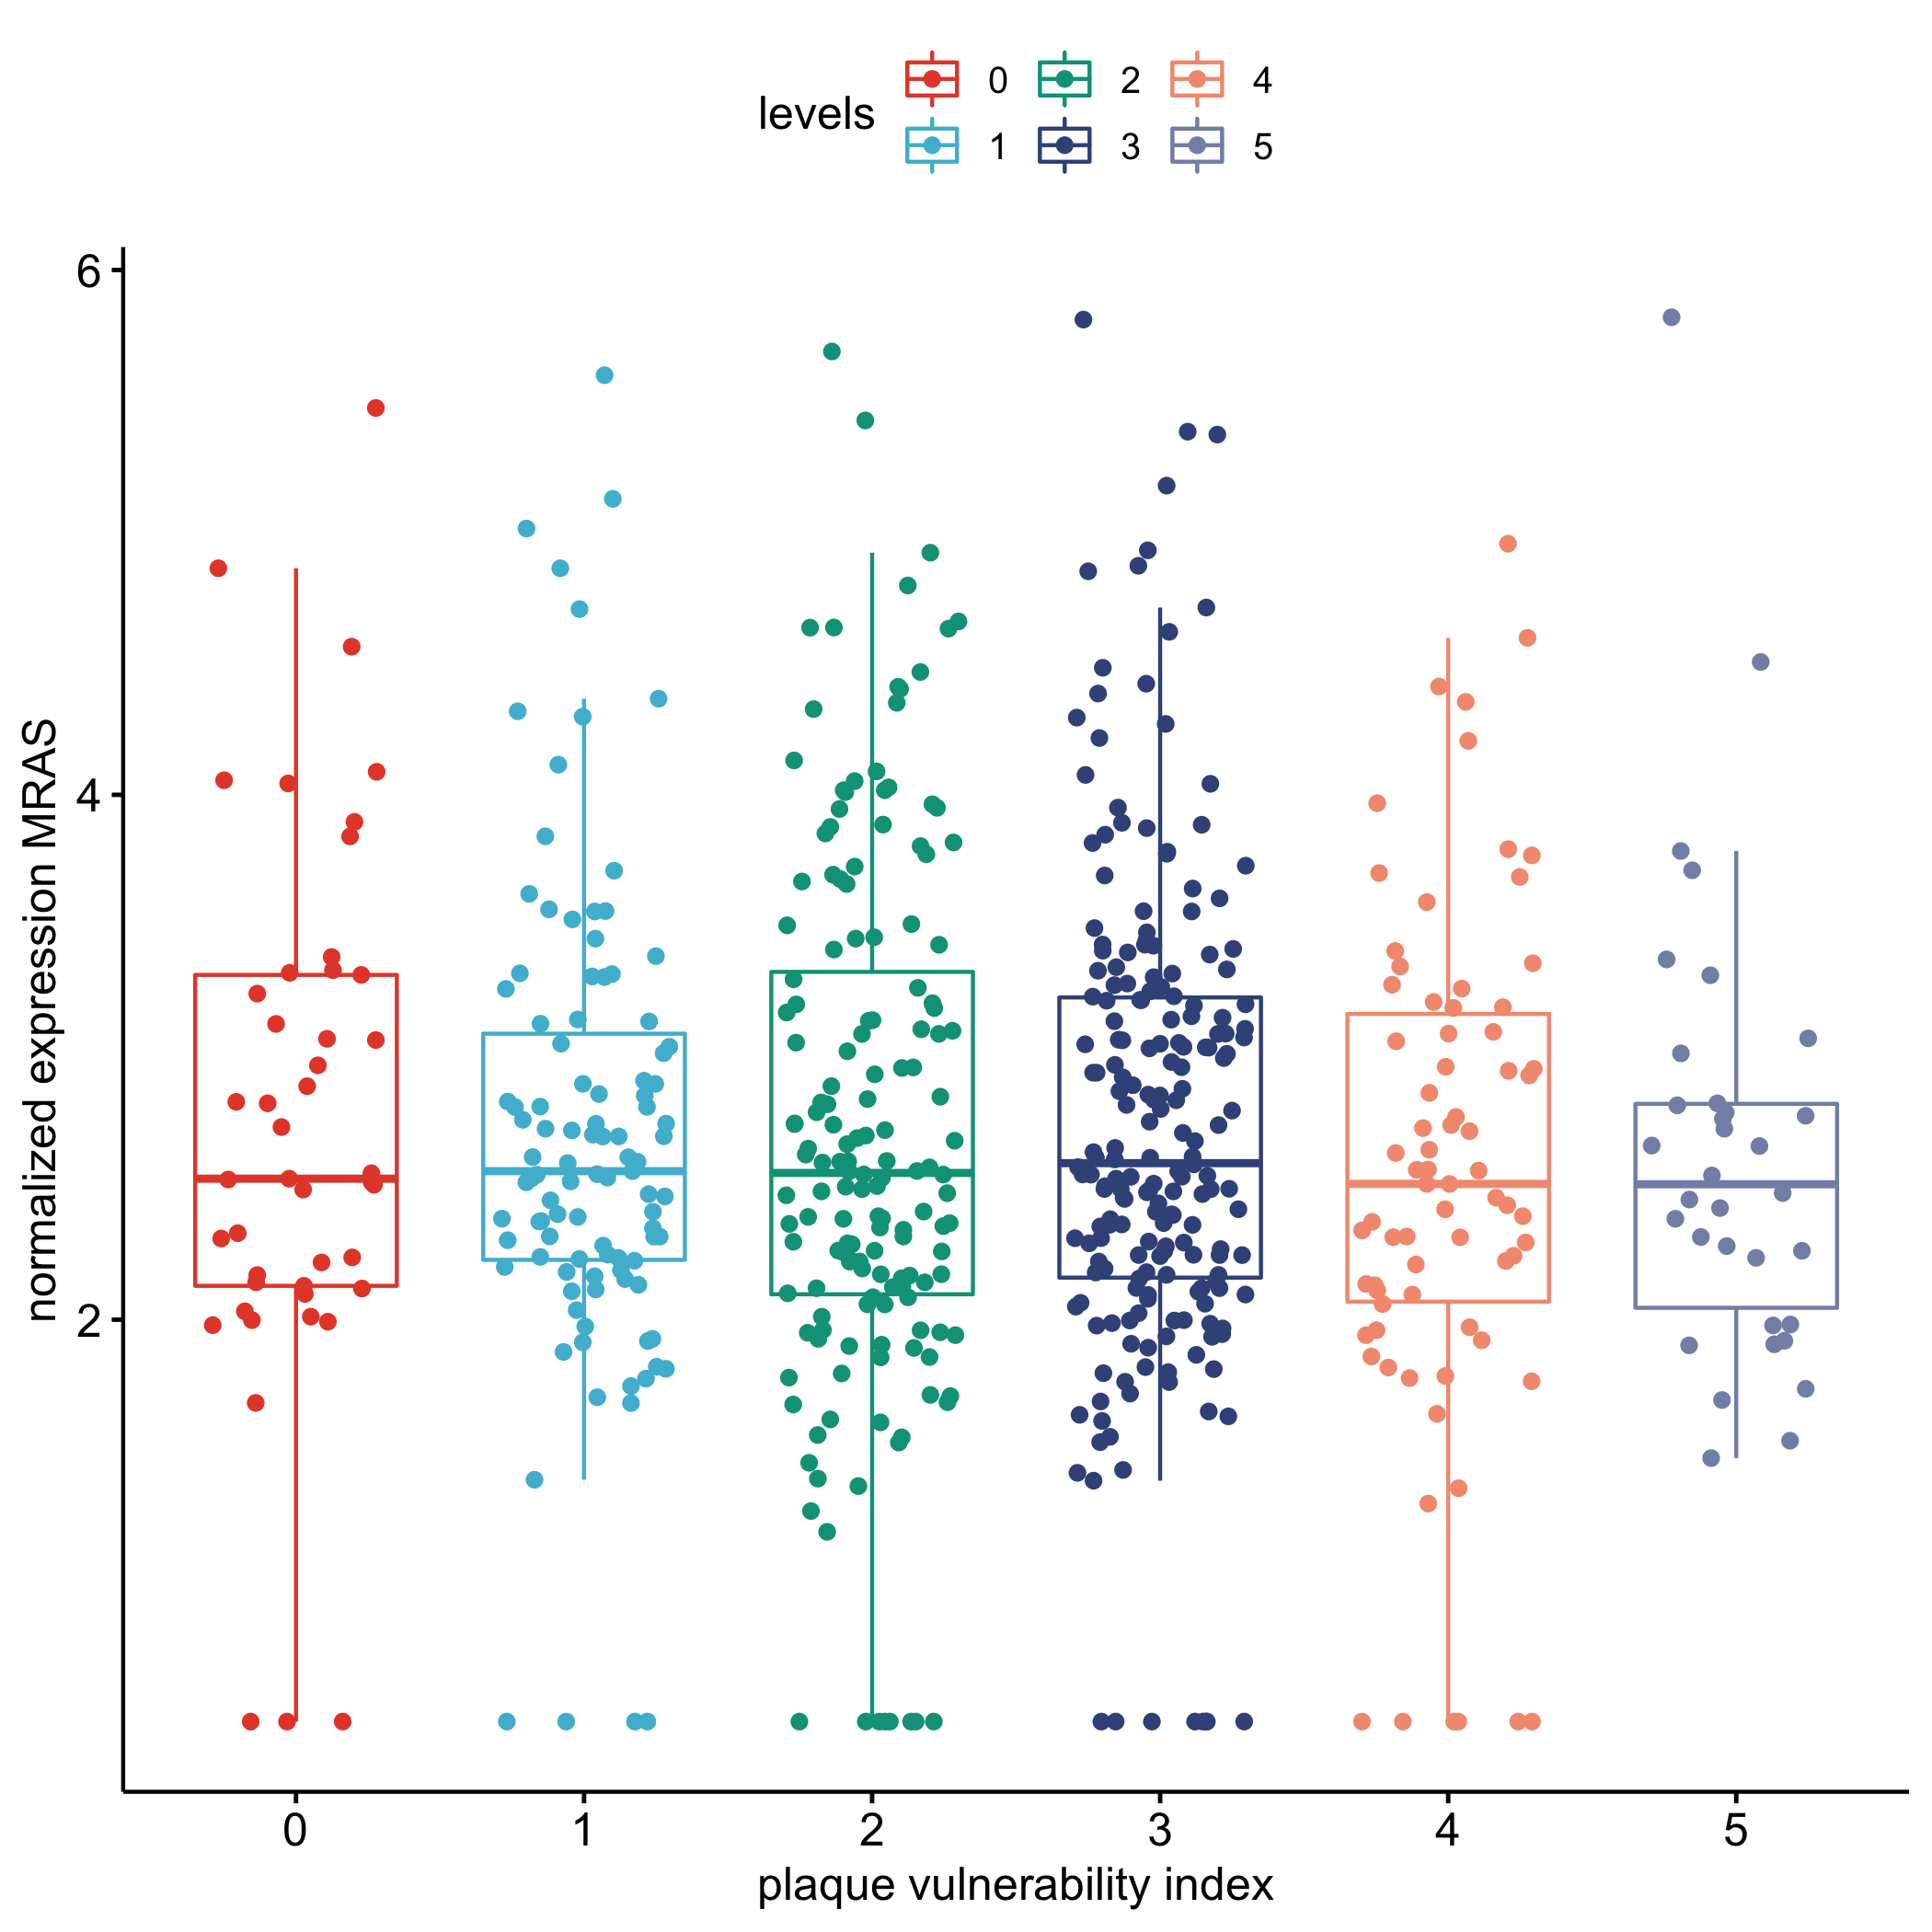 levels
0 2 4
1 3 5
6
4
2
normalized expression MRAS
0 1 2 3 4 5
plaque vulnerability index